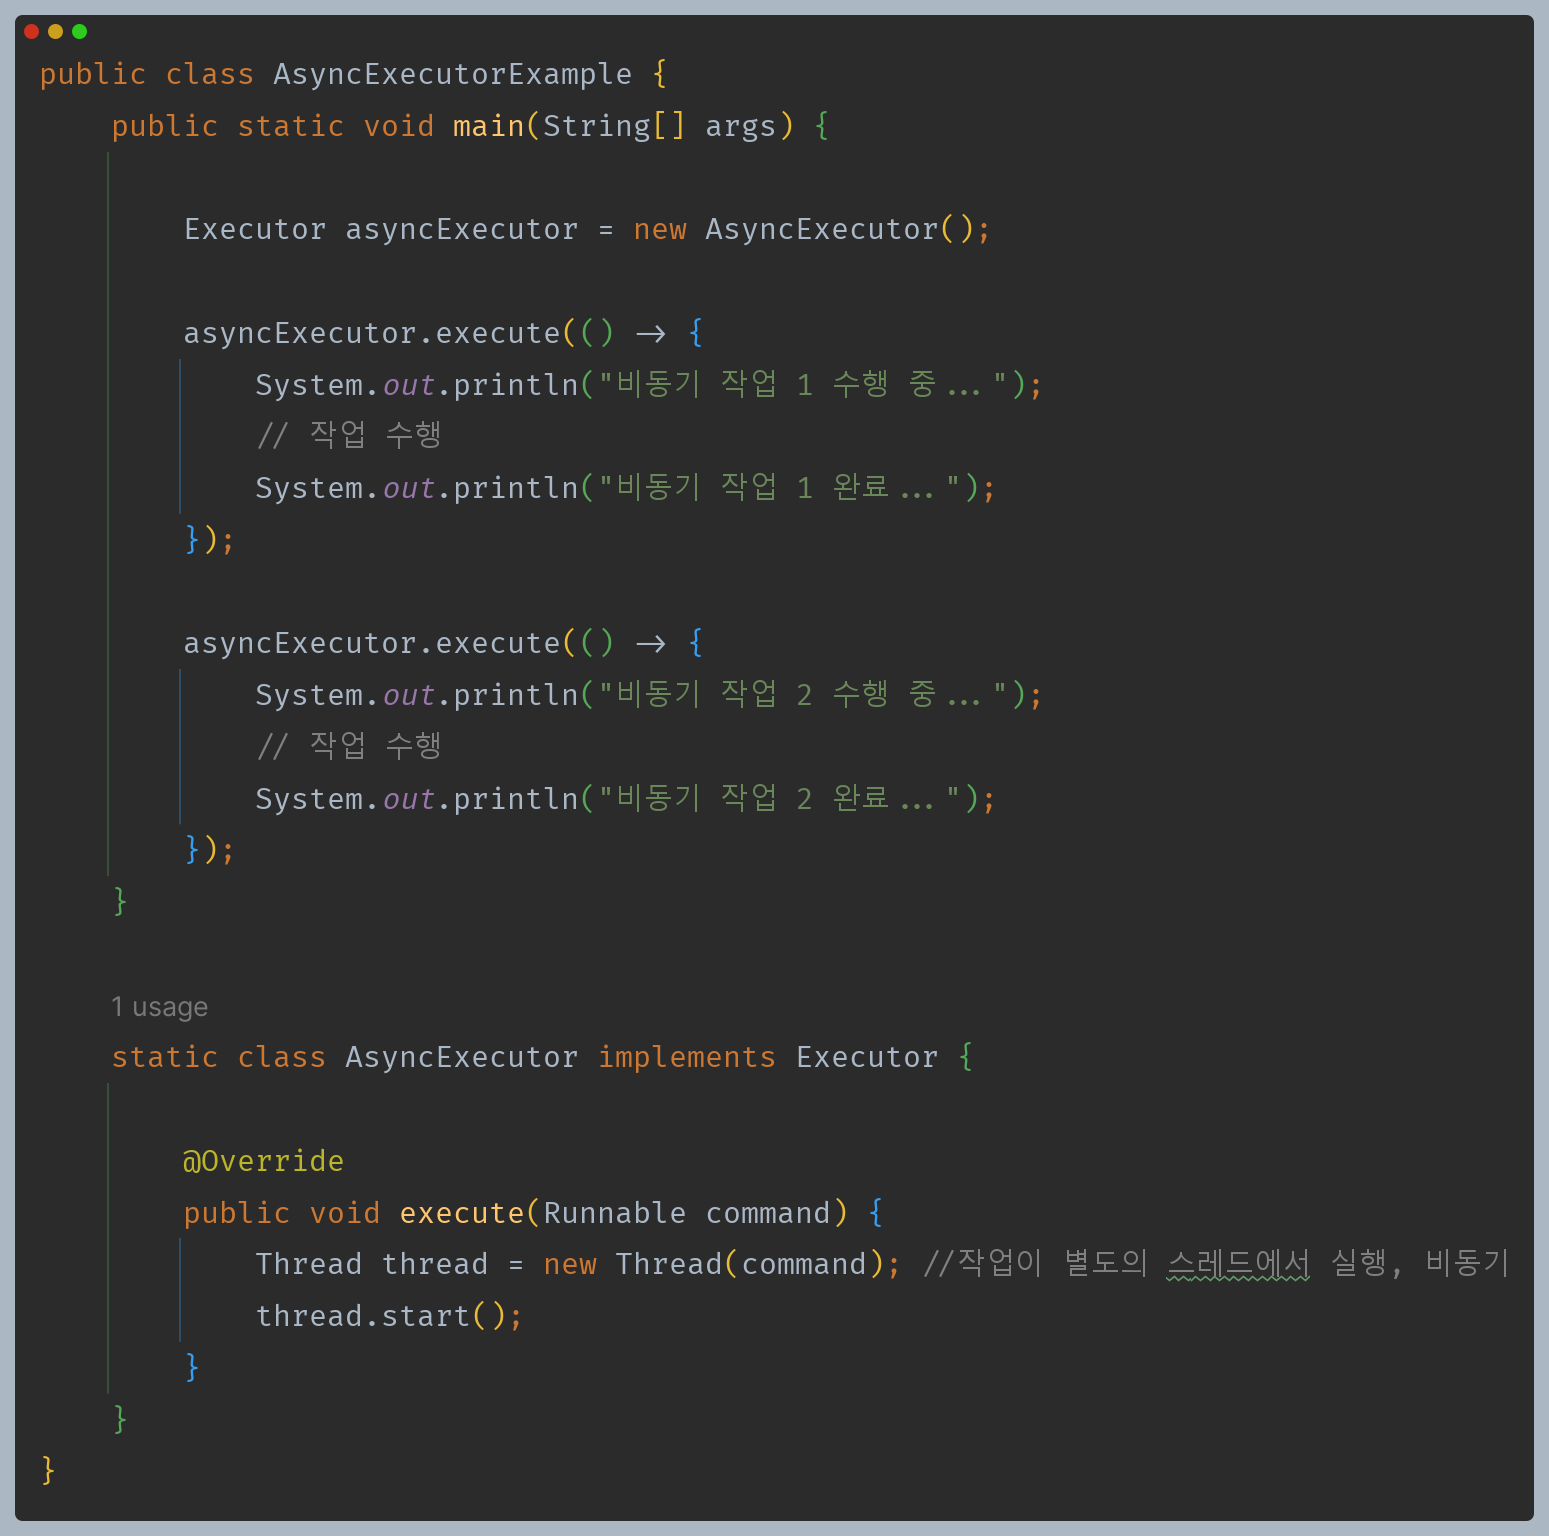 public class AsyncExecutorExample {
    public static void main(String[] args) {

        Executor asyncExecutor = new AsyncExecutor();

        asyncExecutor.execute(() -> {
            System.out.println("비동기 작업 1 수행 중...");
            // 작업 수행
            System.out.println("비동기 작업 1 완료...");
        });

        asyncExecutor.execute(() -> {
            System.out.println("비동기 작업 2 수행 중...");
            // 작업 수행
            System.out.println("비동기 작업 2 완료...");
        });
    }

    1 usage
    static class AsyncExecutor implements Executor {

        @Override
        public void execute(Runnable command) {
            Thread thread = new Thread(command); //작업이 별도의 스레드에서 실행, 비동기
            thread.start();
        }
    }
}